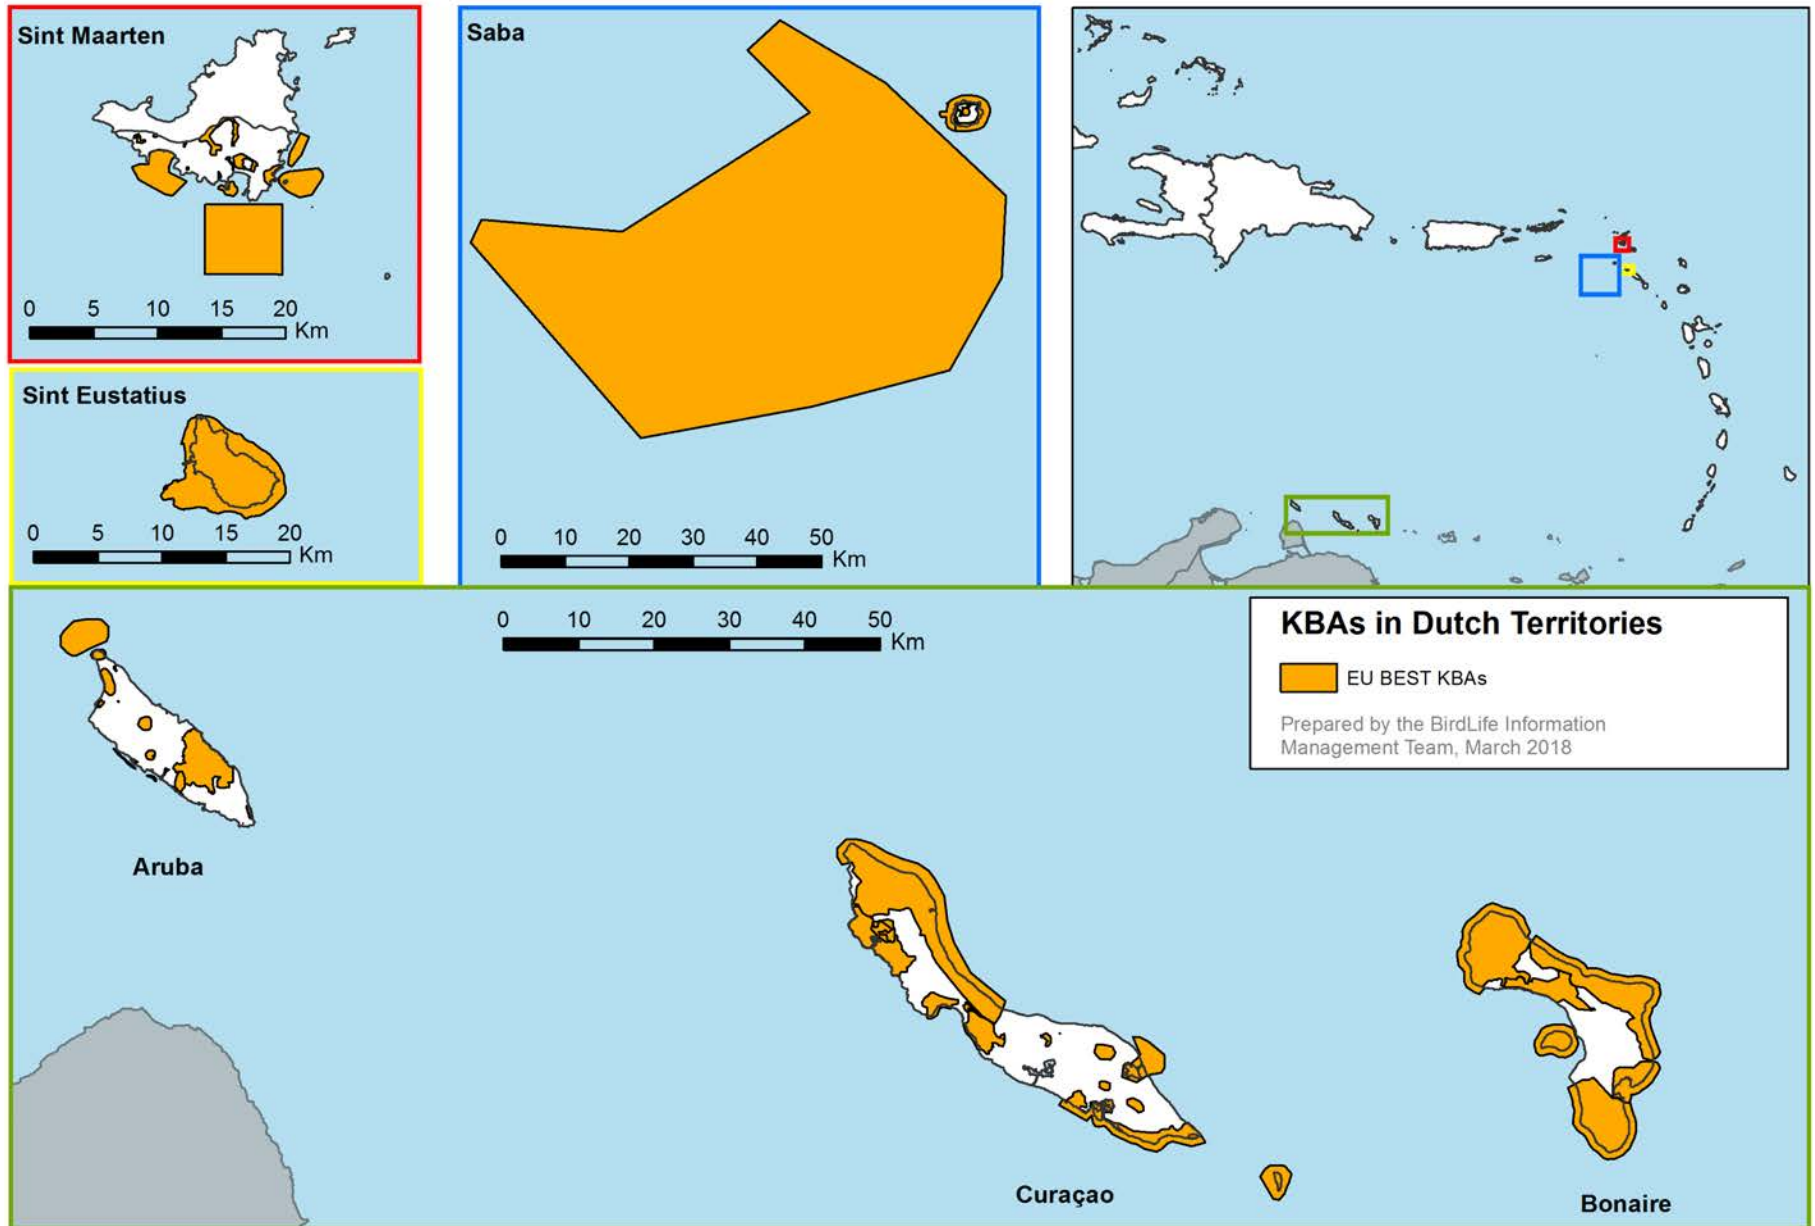 Sint Maarten
0 5 10 15 20
Km
Sint Eustatius
0 5 10 15 20
Km
Saba
0 10 20 30 40 50
Km
0 10 20 30 40 50
Km
KBAs in Dutch Territories
EU BEST KBAs
Prepared by the BirdLife Information
Management Team, March 2018
Aruba
Curaçao
Bonaire